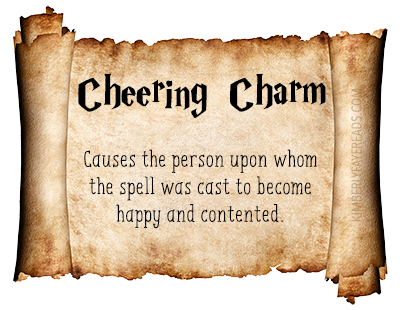 Cheering Charm
Causes the person upon whom
the spell was cast to become
happy and contented.
KIMBERLYFAYEREADS.COM